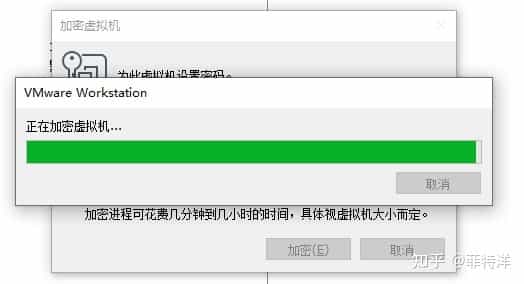 加密虚拟机
为此虚拟机设置密码。
VMware Workstation
正在加密虚拟机...
取消
加密进程可花费几分钟到几小时的时间，具体视虚拟机大小而定。
加密(E)
取消
知乎 @菲特洋